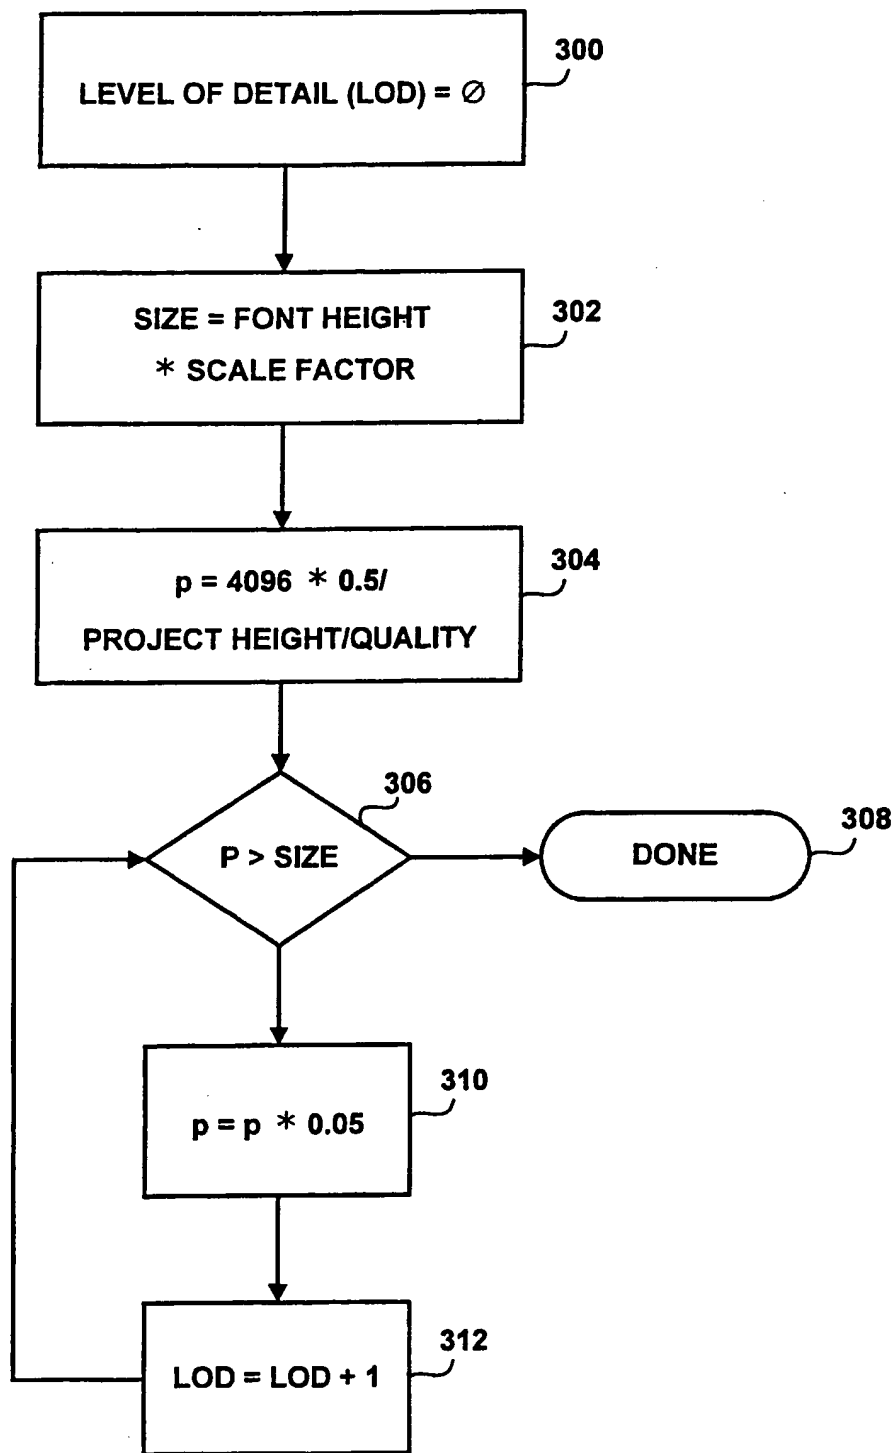 300
LEVEL OF DETAIL (LOD) = ∅
302
SIZE = FONT HEIGHT
* SCALE FACTOR
304
p = 4096 * 0.5/
PROJECT HEIGHT/QUALITY
306
P > SIZE
308
DONE
310
p = p * 0.05
312
LOD = LOD + 1